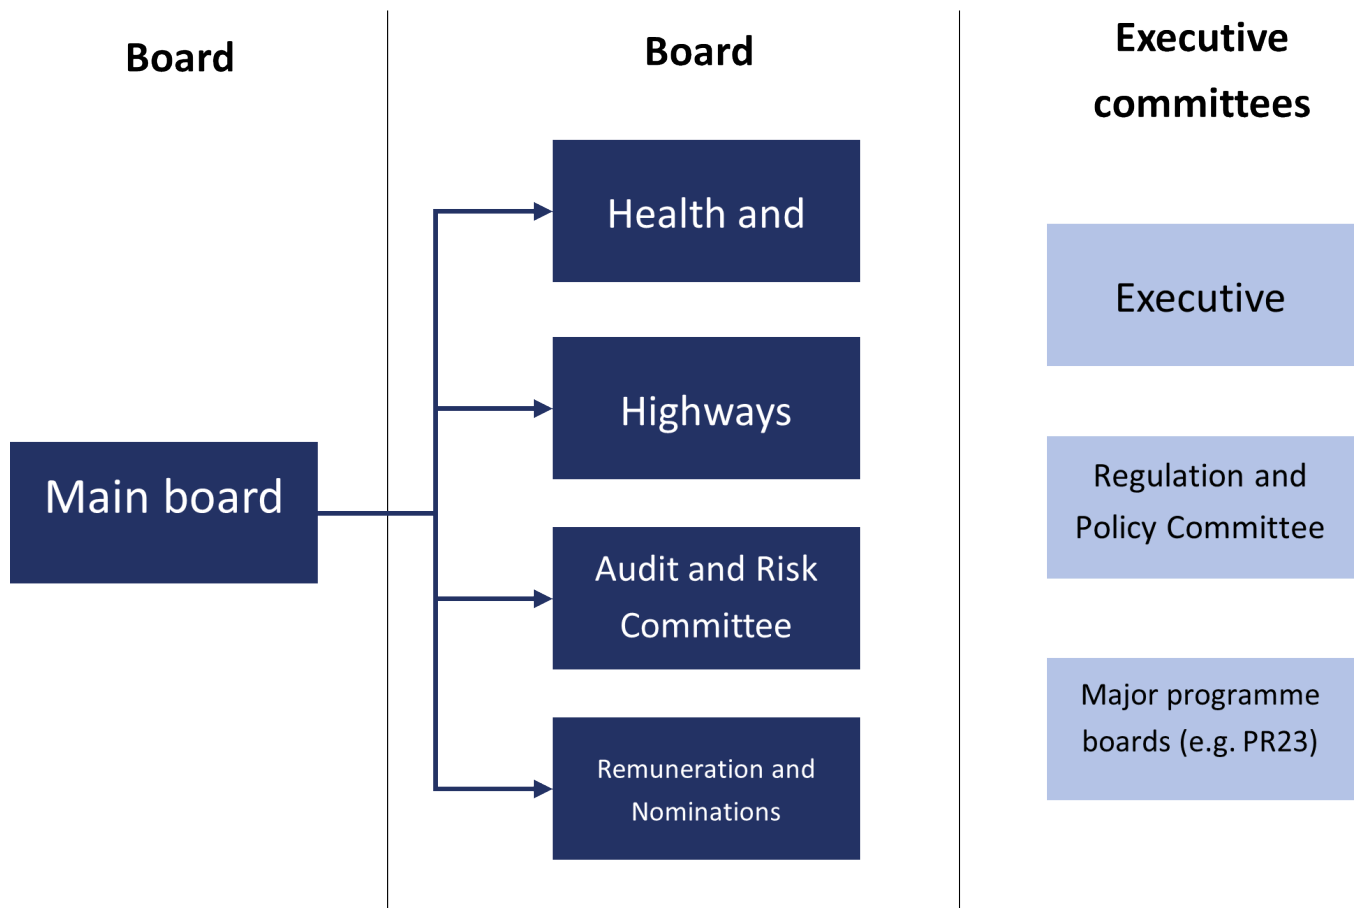 Board
Main board
Board
Health and
Highways
Audit and Risk
Committee
Remuneration and
Nominations
Executive
committees
Executive
Regulation and
Policy Committee
Major programme
boards (e.g. PR23)